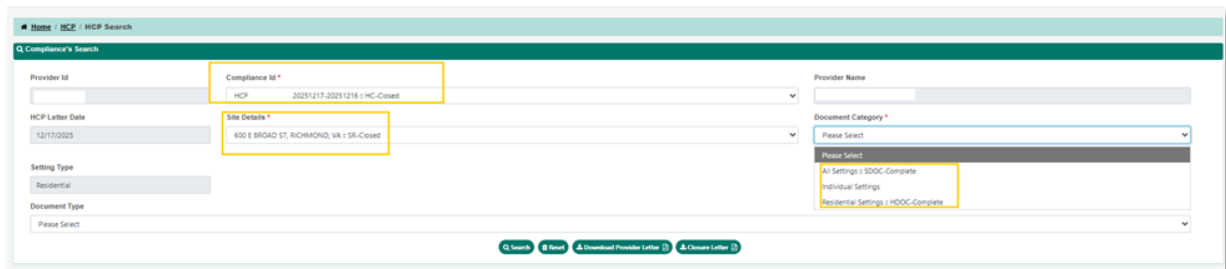 Home / HCP / HCP Search
Compliance's Search
Provider Id
Compliance Id *
Provider Name
HCP 20251217-20251216 :: HC-Closed
HCP Letter Date
Site Details *
Document Category *
12/17/2025
600 E BROAD ST, RICHMOND, VA :: SR-Closed
Please Select
Please Select
Setting Type
All Settings :: SDOC-Complete
Residential
Individual Settings
Residential Settings :: HDOC-Complete
Document Type
Please Select
Search Reset Download Provider Letter Closure Letter